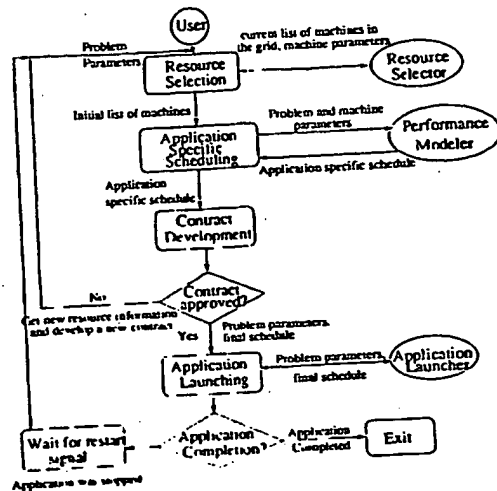 User
Problem
Parameters
current list of machines in
the grid, machine parameters
Resource
Selection
Resource
Selector
Initial list of machines
Application
Specific
Scheduling
Problem and machine
parameters
Performance
Modeler
Application specific schedule
Application
specific schedule
Contract
Development
Contract
approved?
No
Get new resource information
and develop a new contract
Yes
Problem parameters,
final schedule
Application
Launching
Problem parameters,
final schedule
Application
Launcher
Wait for restart
signal
Application
Completion?
Application
Completed
Exit
Application was stopped